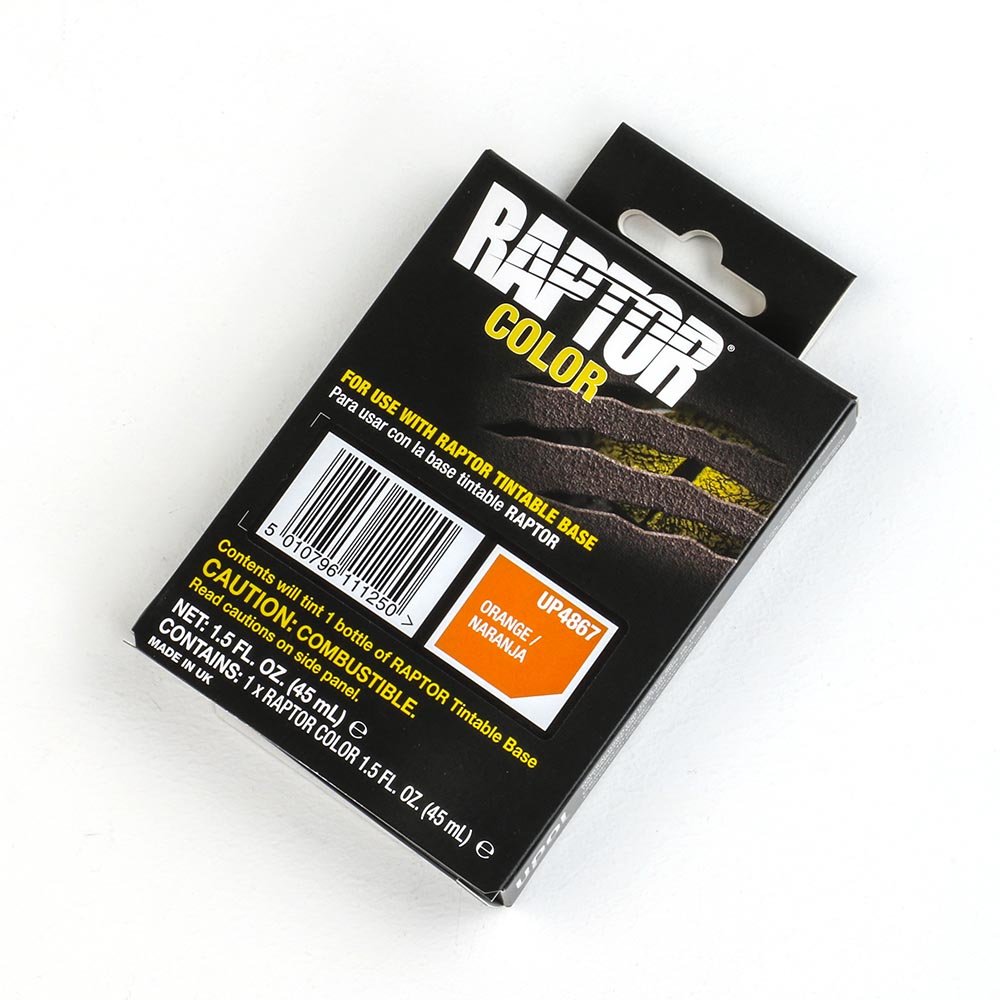 RAPTOR®
COLOR
FOR USE WITH RAPTOR TINTABLE BASE
Para usar con la base tintable RAPTOR
5 010796 111250 >
UP4867
ORANGE /
NARANJA
Contents will tint 1 bottle of RAPTOR Tintable Base
CAUTION: COMBUSTIBLE.
Read cautions on side panel.
NET: 1.5 FL. OZ. (45 mL) ℮
CONTAINS: 1 x RAPTOR COLOR 1.5 FL. OZ. (45 mL) ℮
MADE IN UK